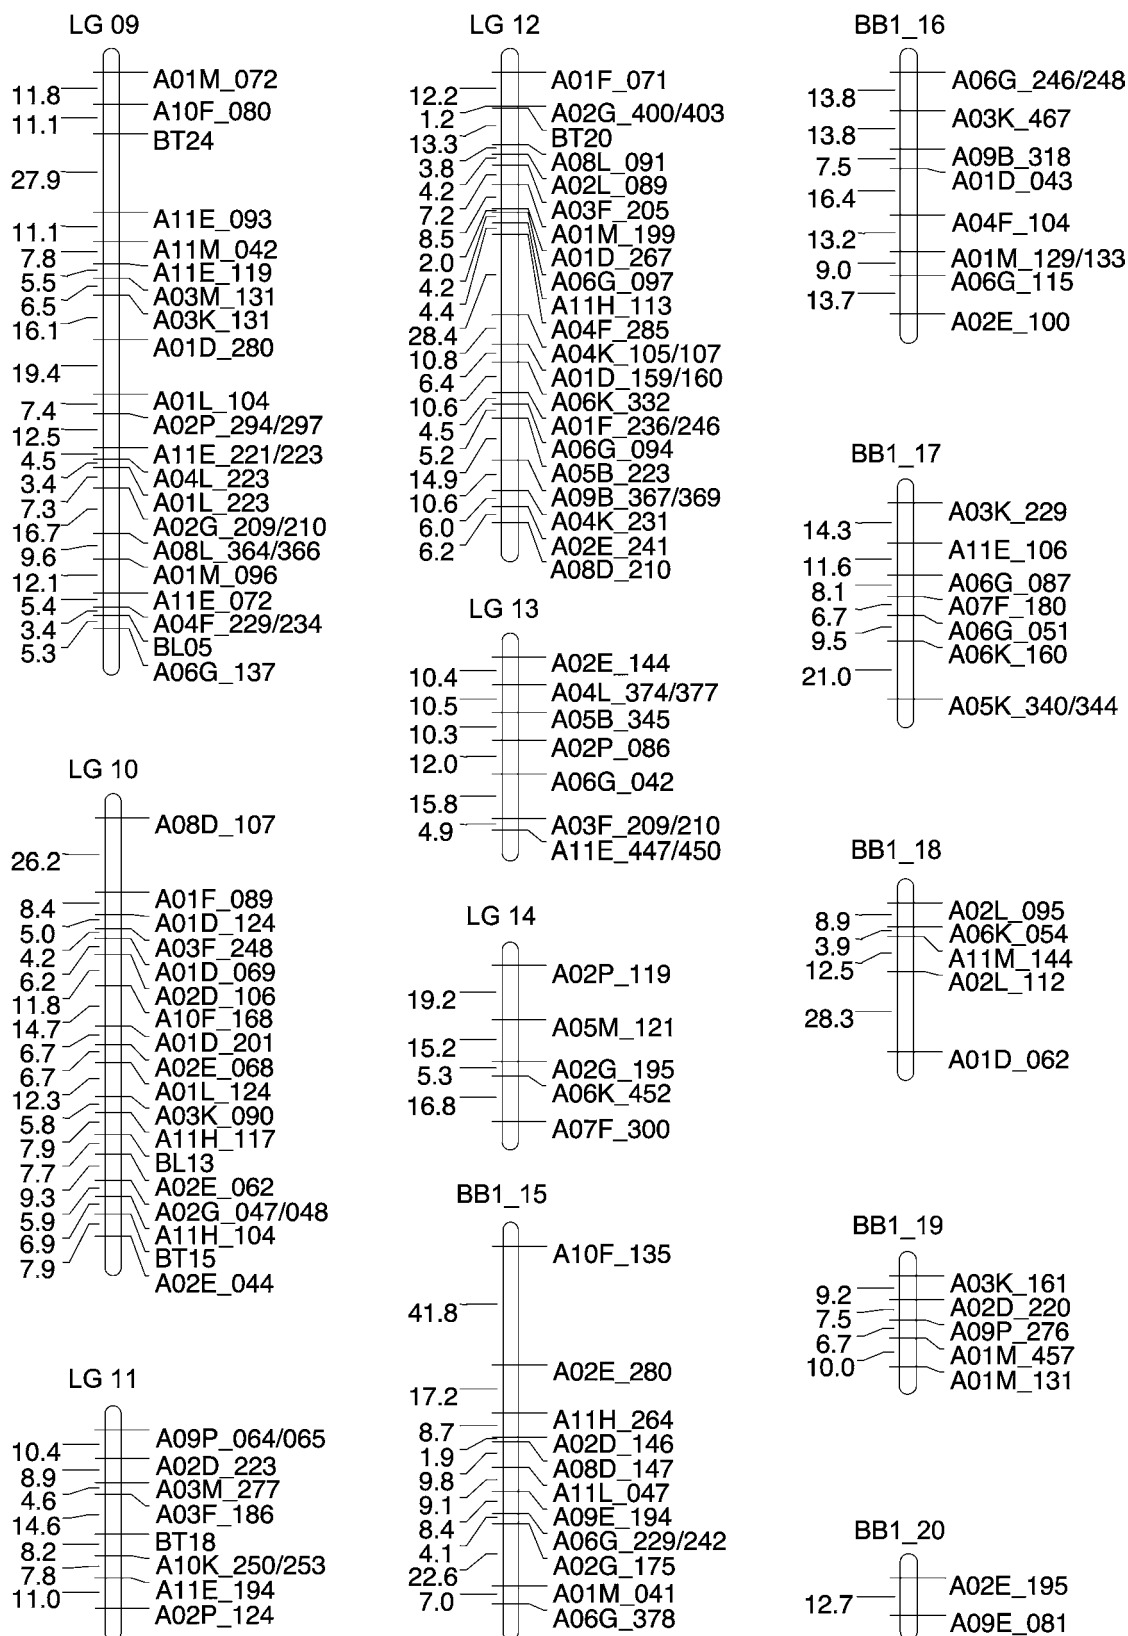 LG 09
11.8
11.1
27.9
11.1
7.8
5.5
6.5
16.1
19.4
7.4
12.5
4.5
3.4
7.3
16.7
9.6
12.1
5.4
3.4
5.3
A01M_072
A10F_080
BT24
A11E_093
A11M_042
A11E_119
A03M_131
A03K_131
A01D_280
A01L_104
A02P_294/297
A11E_221/223
A04L_223
A01L_223
A02G_209/210
A08L_364/366
A01M_096
A11E_072
A04F_229/234
BL05
A06G_137
LG 10
26.2
8.4
5.0
4.2
6.2
11.8
14.7
6.7
6.7
12.3
5.8
7.9
7.7
9.3
5.9
6.9
7.9
A08D_107
A01F_089
A01D_124
A03F_248
A01D_069
A02D_106
A10F_168
A01D_201
A02E_068
A01L_124
A03K_090
A11H_117
BL13
A02E_062
A02G_047/048
A11H_104
BT15
A02E_044
LG 11
10.4
8.9
4.6
14.6
8.2
7.8
11.0
A09P_064/065
A02D_223
A03M_277
A03F_186
BT18
A10K_250/253
A11E_194
A02P_124
LG 12
12.2
1.2
13.3
3.8
4.2
7.2
8.5
2.0
4.2
4.4
28.4
10.8
6.4
10.6
4.5
5.2
14.9
10.6
6.0
6.2
A01F_071
A02G_400/403
BT20
A08L_091
A02L_089
A03F_205
A01M_199
A01D_267
A06G_097
A11H_113
A04F_285
A04K_105/107
A01D_159/160
A06K_332
A01F_236/246
A06G_094
A05B_223
A09B_367/369
A04K_231
A02E_241
A08D_210
LG 13
10.4
10.5
10.3
12.0
15.8
4.9
A02E_144
A04L_374/377
A05B_345
A02P_086
A06G_042
A03F_209/210
A11E_447/450
LG 14
19.2
15.2
5.3
16.8
A02P_119
A05M_121
A02G_195
A06K_452
A07F_300
BB1_15
41.8
17.2
8.7
1.9
9.8
9.1
8.4
4.1
22.6
7.0
A10F_135
A02E_280
A11H_264
A02D_146
A08D_147
A11L_047
A09E_194
A06G_229/242
A02G_175
A01M_041
A06G_378
BB1_16
13.8
13.8
7.5
16.4
13.2
9.0
13.7
A06G_246/248
A03K_467
A09B_318
A01D_043
A04F_104
A01M_129/133
A06G_115
A02E_100
BB1_17
14.3
11.6
8.1
6.7
9.5
21.0
A03K_229
A11E_106
A06G_087
A07F_180
A06G_051
A06K_160
A05K_340/344
BB1_18
8.9
3.9
12.5
28.3
A02L_095
A06K_054
A11M_144
A02L_112
A01D_062
BB1_19
9.2
7.5
6.7
10.0
A03K_161
A02D_220
A09P_276
A01M_457
A01M_131
BB1_20
12.7
A02E_195
A09E_081